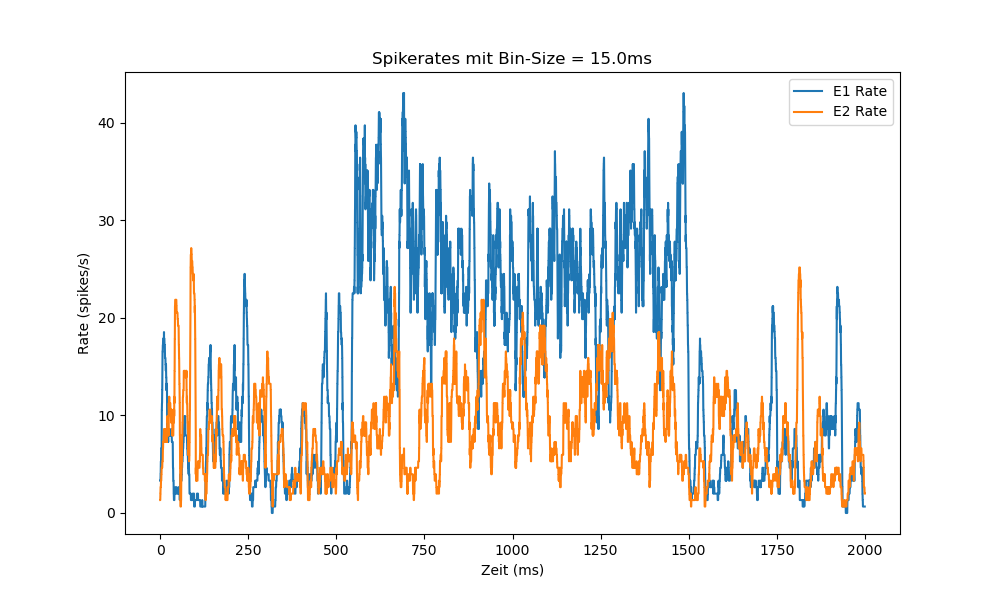 Spikerates mit Bin-Size = 15.0ms
E1 Rate
E2 Rate
Rate (spikes/s)
40
30
20
10
0
0 250 500 750 1000 1250 1500 1750 2000
Zeit (ms)